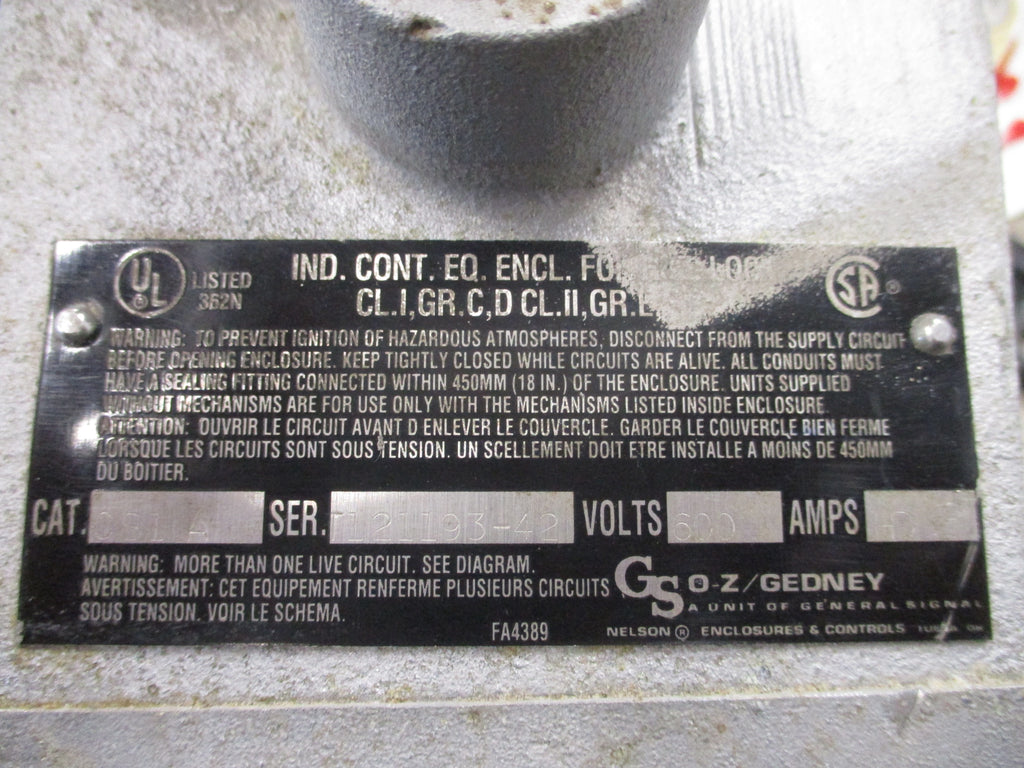 UL
®
LISTED
362N
IND. CONT. EQ. ENCL.
CL.I,GR.C,D CL.II,GR.
SA ®
WARNING: TO PREVENT IGNITION OF HAZARDOUS ATMOSPHERES, DISCONNECT FROM THE SUPPLY CIRCUIT
BEFORE OPENING ENCLOSURE. KEEP TIGHTLY CLOSED WHILE CIRCUITS ARE ALIVE. ALL CONDUITS MUST
HAVE A SEALING FITTING CONNECTED WITHIN 450MM (18 IN.) OF THE ENCLOSURE. UNITS SUPPLIED
WITHOUT MECHANISMS ARE FOR USE ONLY WITH THE MECHANISMS LISTED INSIDE ENCLOSURE.
ATTENTION: OUVRIR LE CIRCUIT AVANT D ENLEVER LE COUVERCLE. GARDER LE COUVERCLE BIEN FERME
LORSQUE LES CIRCUITS SONT SOUS TENSION. UN SCELLEMENT DOIT ETRE INSTALLE A MOINS DE 450MM
DU BOITIER.
CAT. SER. T121193-42 VOLTS 600 AMPS
WARNING: MORE THAN ONE LIVE CIRCUIT. SEE DIAGRAM.
AVERTISSEMENT: CET EQUIPEMENT RENFERME PLUSIEURS CIRCUITS
SOUS TENSION. VOIR LE SCHEMA.
FA4389
GS O-Z/GEDNEY
A UNIT OF GENERAL SIGNAL
NELSON ® ENCLOSURES & CONTROLS